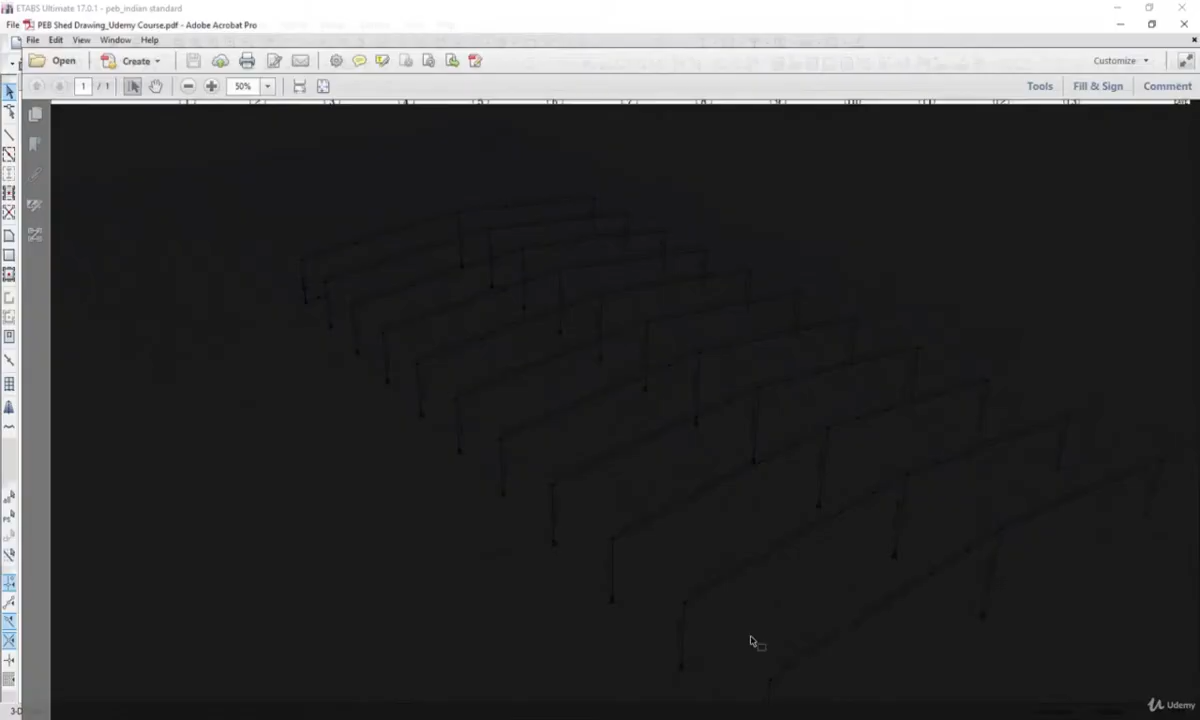 ETABS Ultimate 17.0.1 - peb_indian standard
File PEB Shed Drawing_Udemy Course.pdf - Adobe Acrobat Pro
File Edit View Window Help
Open Create Customize
1 / 1 50% Tools Fill & Sign Comment
3-D
Udemy